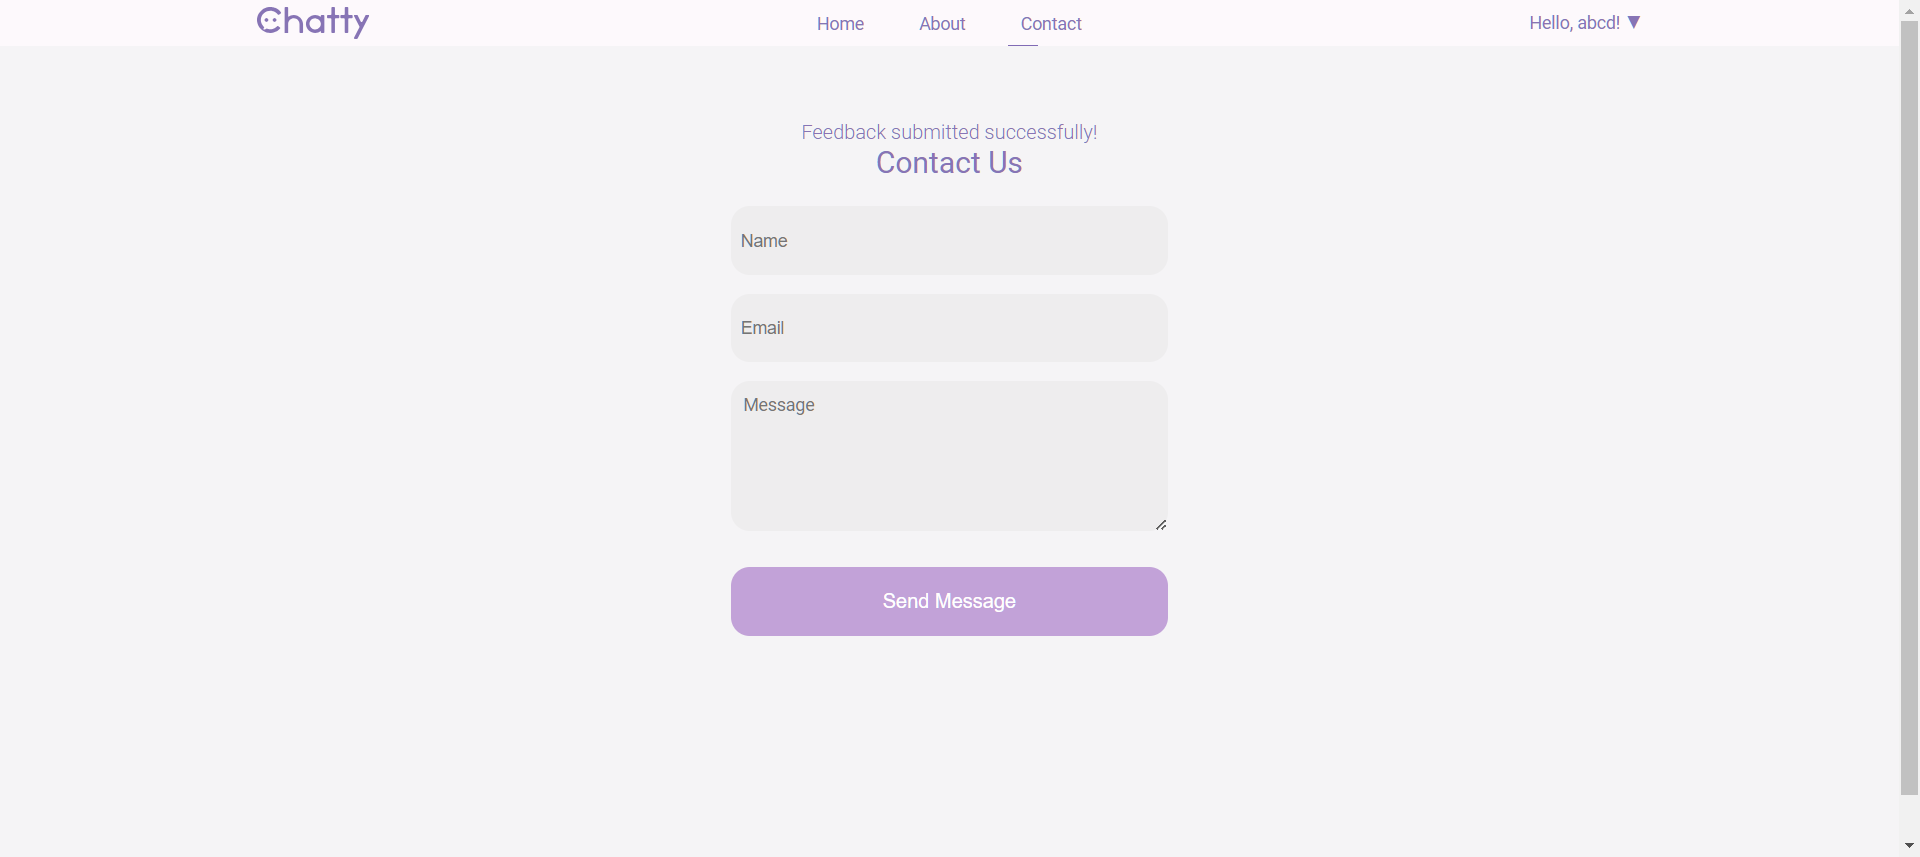 Chatty
Home About Contact
Hello, abcd! ▼
Feedback submitted successfully!
Contact Us
Name
Email
Message
Send Message